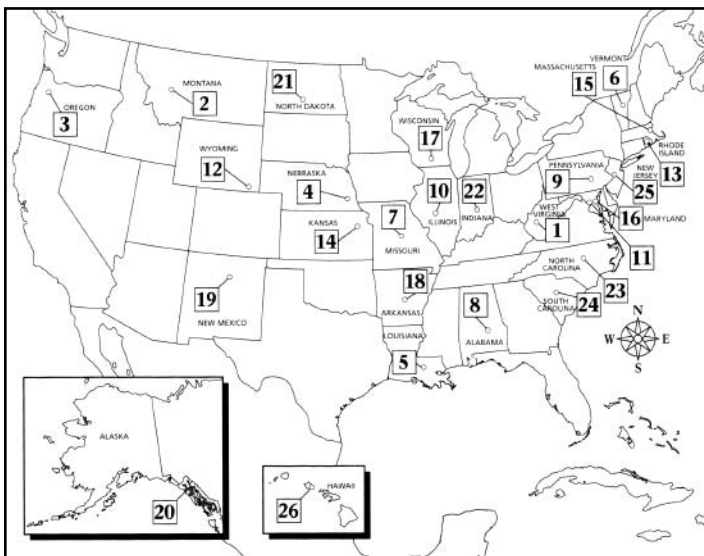 VERMONT
MASSACHUSETTS
15
6
MONTANA
2
21
NORTH DAKOTA
OREGON
3
WISCONSIN
17
RHODE
ISLAND
13
WYOMING
12
PENNSYLVANIA
9
NEW
JERSEY
25
NEBRASKA
4
10
ILLINOIS
22
INDIANA
WEST
VIRGINIA
1
16
MARYLAND
11
KANSAS
14
7
MISSOURI
NORTH
CAROLINA
23
19
NEW MEXICO
18
ARKANSAS
8
ALABAMA
SOUTH
CAROLINA
24
LOUISIANA
5
N
W
E
S
ALASKA
20
HAWAII
26